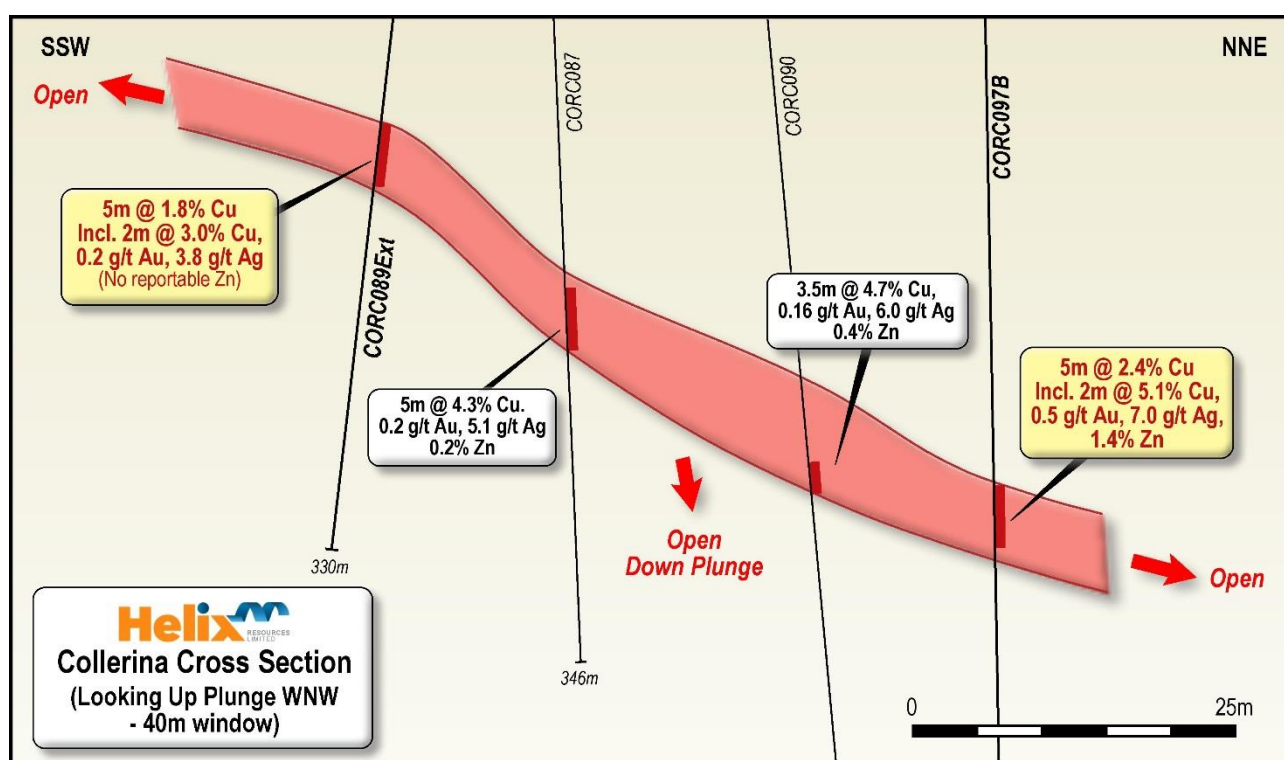 SSW
NNE
Open
CORC087
CORC090
CORC097B
CORC089Ext
5m @ 1.8% Cu
Incl. 2m @ 3.0% Cu,
0.2 g/t Au, 3.8 g/t Ag
(No reportable Zn)
3.5m @ 4.7% Cu,
0.16 g/t Au, 6.0 g/t Ag
0.4% Zn
5m @ 4.3% Cu.
0.2 g/t Au, 5.1 g/t Ag
0.2% Zn
5m @ 2.4% Cu
Incl. 2m @ 5.1% Cu,
0.5 g/t Au, 7.0 g/t Ag,
1.4% Zn
Open
Down Plunge
Open
330m
346m
Helix
RESOURCES
LIMITED
Collerina Cross Section
(Looking Up Plunge WNW
- 40m window)
0
25m